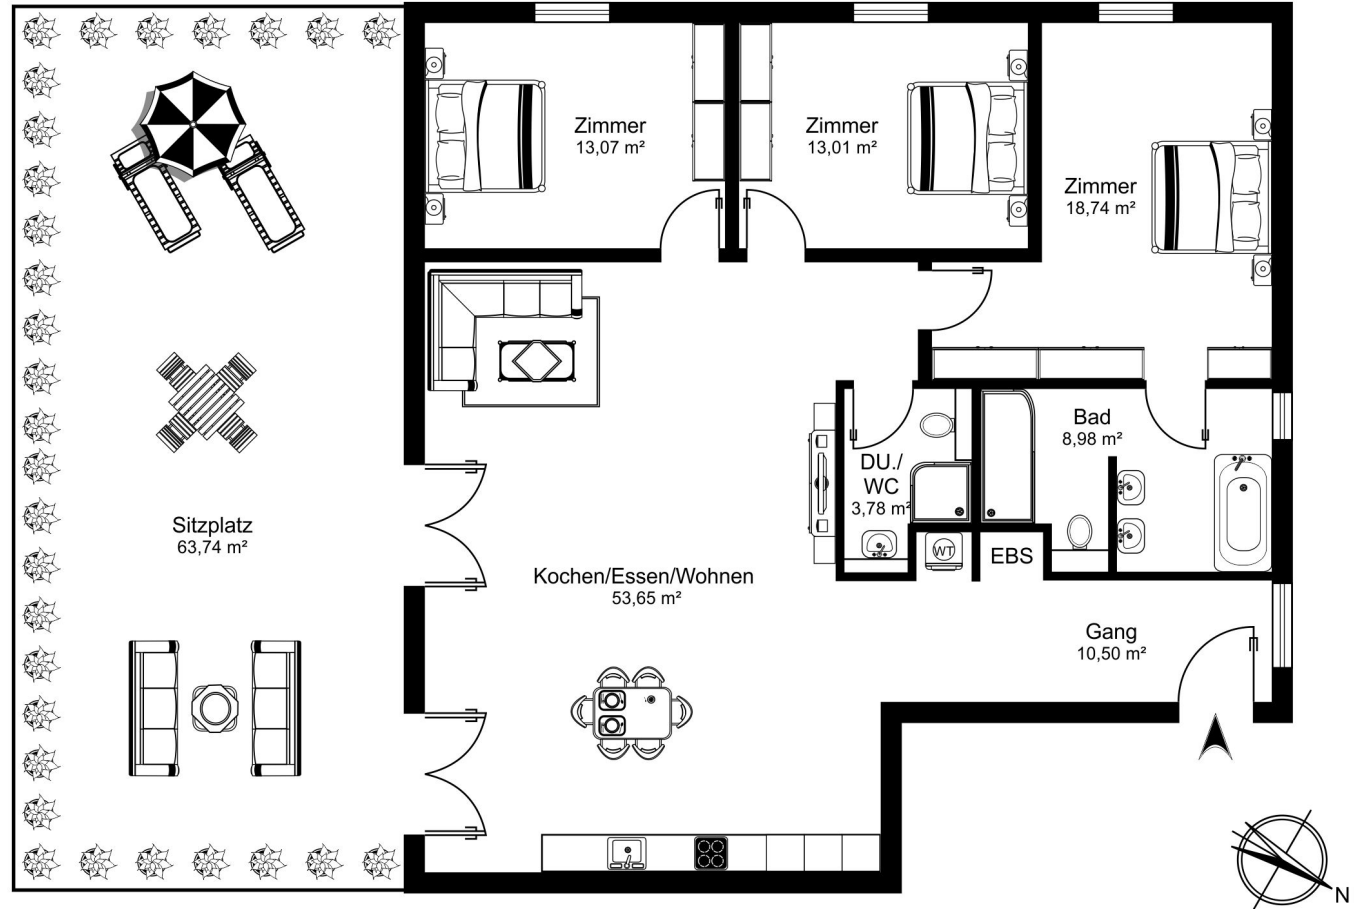 Zimmer
13,07 m²
Zimmer
13,01 m²
Zimmer
18,74 m²
Bad
8,98 m²
DU./
WC
3,78 m²
WT
EBS
Sitzplatz
63,74 m²
Kochen/Essen/Wohnen
53,65 m²
Gang
10,50 m²
N